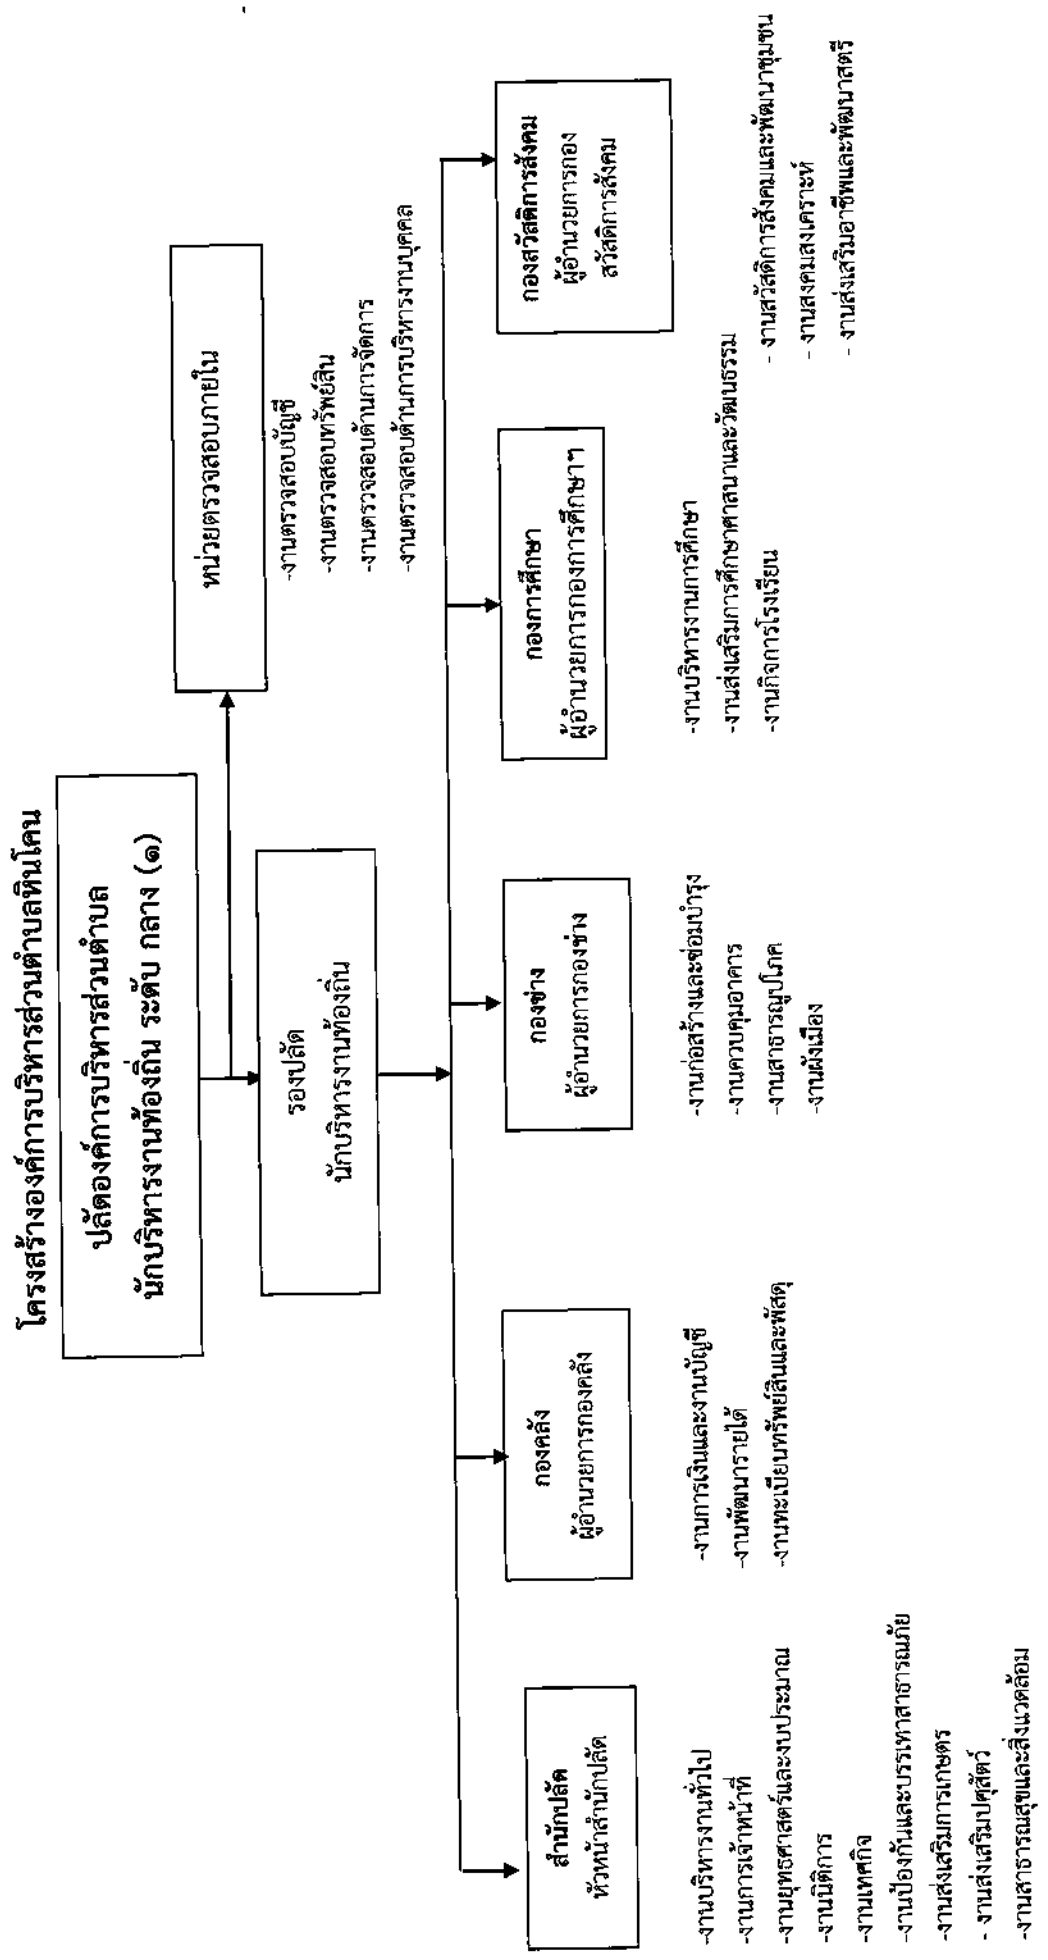 โครงสร้างองค์การบริหารส่วนตำบลหินโคน
ปลัดองค์การบริหารส่วนตำบล
นักบริหารงานท้องถิ่น ระดับ กลาง (๑)
หน่วยตรวจสอบภายใน
-งานตรวจสอบบัญชี
-งานตรวจสอบทรัพย์สิน
-งานตรวจสอบด้านการจัดการ
-งานตรวจสอบด้านการบริหารงานบุคคล
รองปลัด
นักบริหารงานท้องถิ่น
สำนักปลัด
หัวหน้าสำนักปลัด
-งานบริหารงานทั่วไป
-งานการเจ้าหน้าที่
-งานยุทธศาสตร์และงบประมาณ
-งานนิติการ
-งานเทศกิจ
-งานป้องกันและบรรเทาสาธารณภัย
-งานส่งเสริมการเกษตร
- งานส่งเสริมปศุสัตว์
-งานสาธารณสุขและสิ่งแวดล้อม
กองคลัง
ผู้อำนวยการกองคลัง
-งานการเงินและงานบัญชี
-งานพัฒนารายได้
-งานทะเบียนทรัพย์สินและพัสดุ
กองช่าง
ผู้อำนวยการกองช่าง
-งานก่อสร้างและซ่อมบำรุง
-งานควบคุมอาคาร
-งานสาธารณูปโภค
-งานผังเมือง
กองการศึกษา
ผู้อำนวยการกองการศึกษาฯ
-งานบริหารงานการศึกษา
-งานส่งเสริมการศึกษาศาสนาและวัฒนธรรม
-งานกิจการโรงเรียน
กองสวัสดิการสังคม
ผู้อำนวยการกอง
สวัสดิการสังคม
- งานสวัสดิการสังคมและพัฒนาชุมชน
- งานสงคมสงเคราะห์
- งานส่งเสริมอาชีพและพัฒนาสตรี